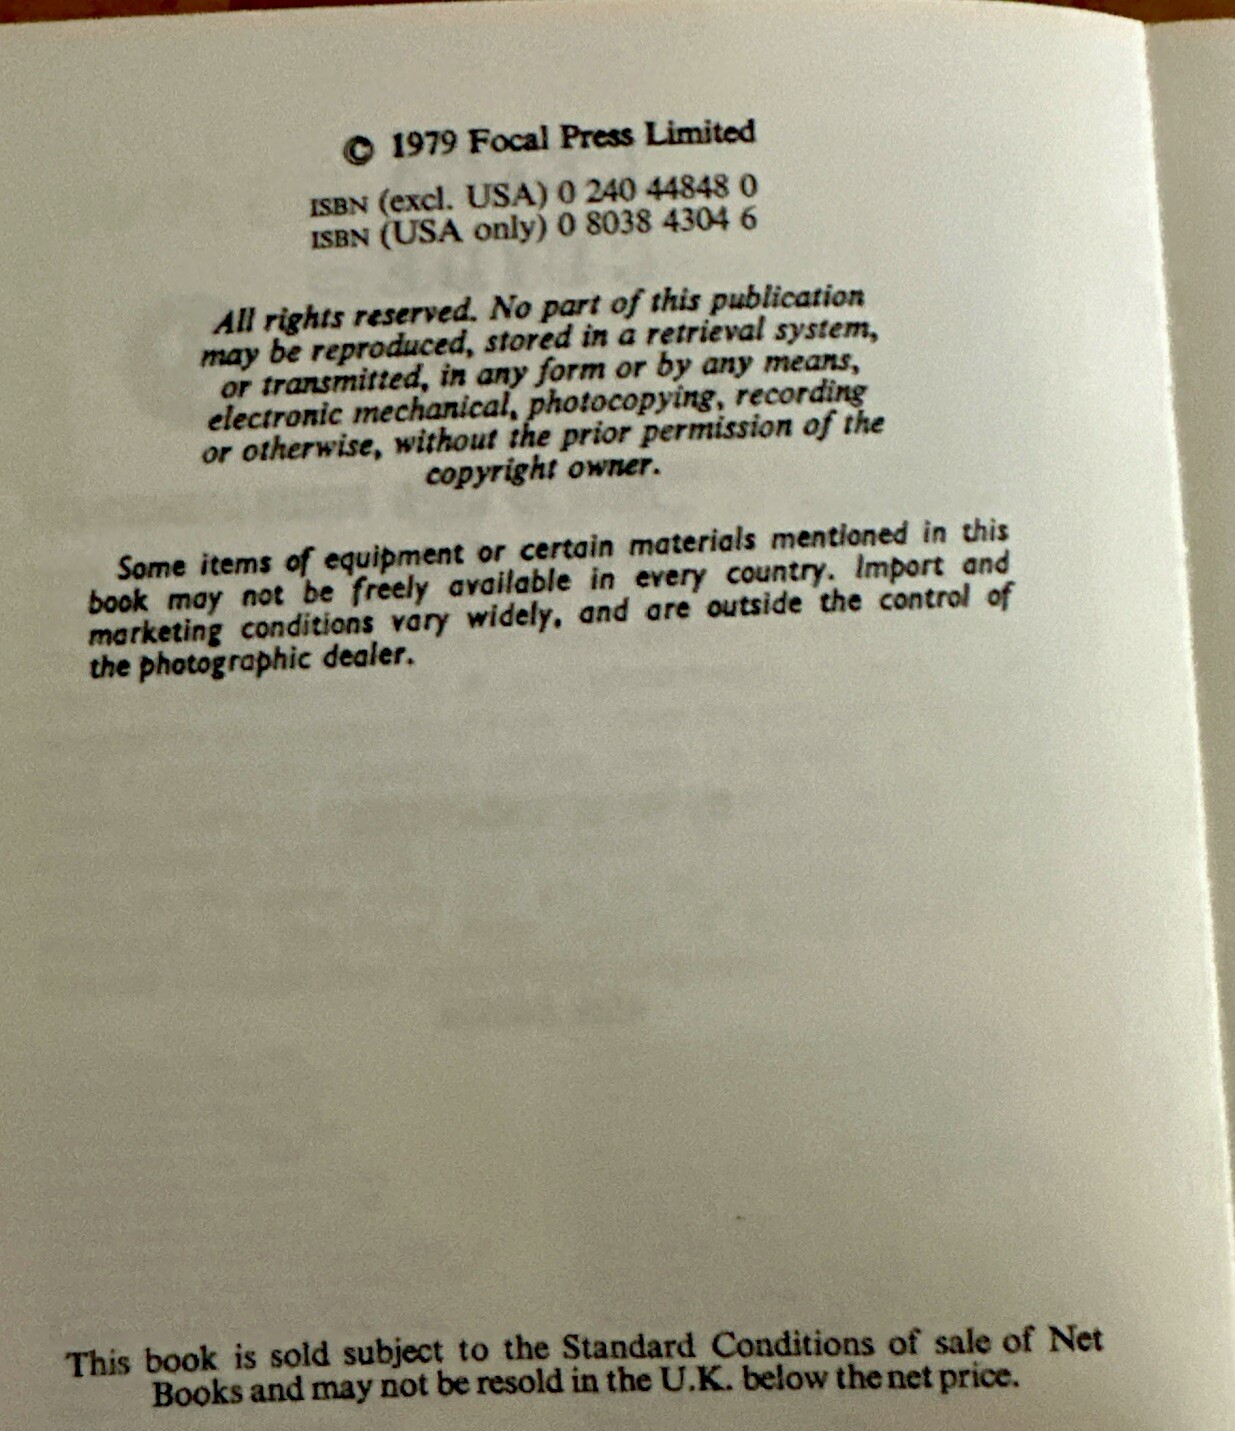 © 1979 Focal Press Limited
ISBN (excl. USA) 0 240 44848 0
ISBN (USA only) 0 8038 4304 6
All rights reserved. No part of this publication
may be reproduced, stored in a retrieval system,
or transmitted, in any form or by any means,
electronic mechanical, photocopying, recording
or otherwise, without the prior permission of the
copyright owner.
Some items of equipment or certain materials mentioned in this
book may not be freely available in every country. Import and
marketing conditions vary widely, and are outside the control of
the photographic dealer.
This book is sold subject to the Standard Conditions of sale of Net
Books and may not be resold in the U.K. below the net price.